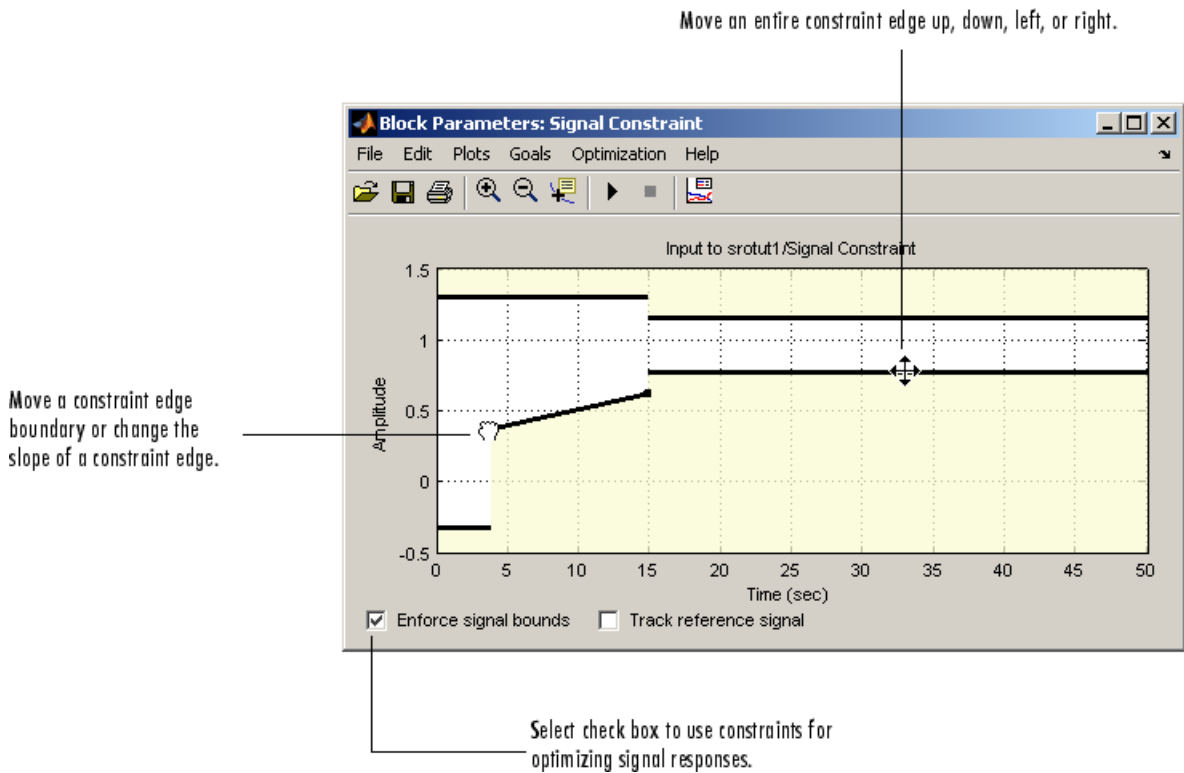 Move an entire constraint edge up, down, left, or right.
Block Parameters: Signal Constraint
File Edit Plots Goals Optimization Help
Input to srotut1/Signal Constraint
1.5
1
0.5
0
-0.5
Amplitude
Move a constraint edge
boundary or change the
slope of a constraint edge.
0 5 10 15 20 25 30 35 40 45 50
Time (sec)
Enforce signal bounds Track reference signal
Select check box to use constraints for
optimizing signal responses.